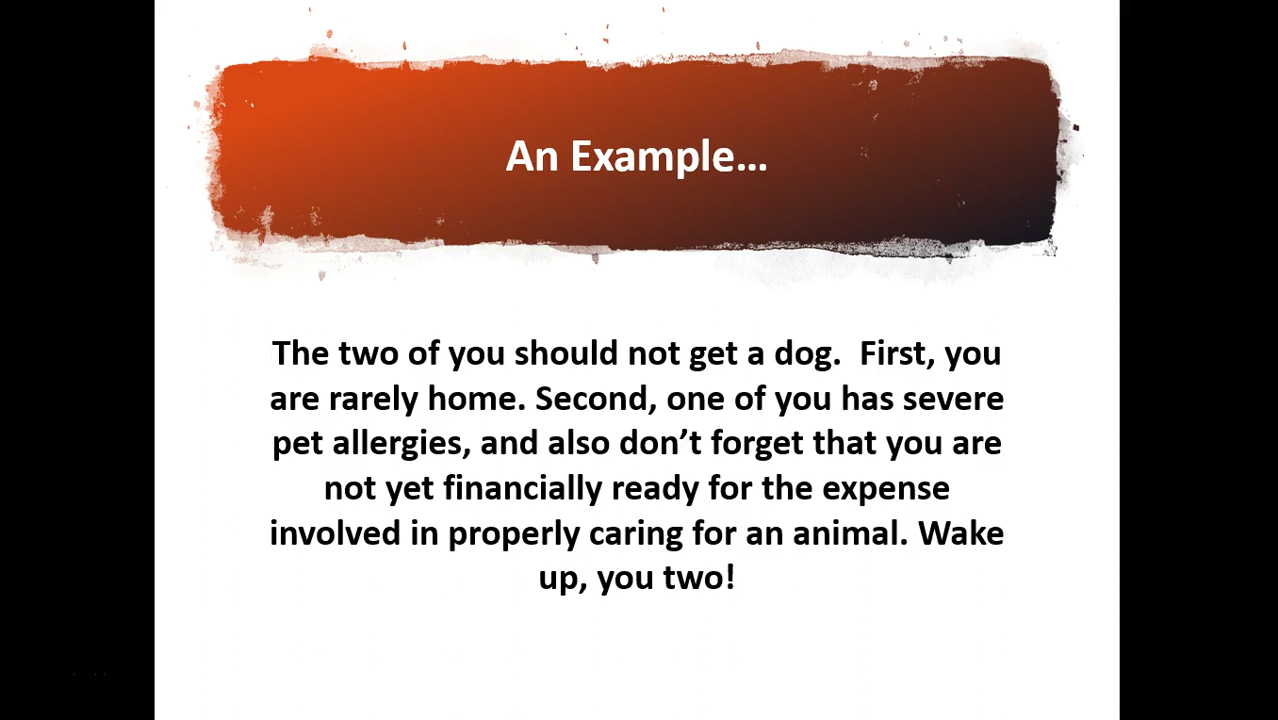 An Example…
The two of you should not get a dog.  First, you
are rarely home. Second, one of you has severe
pet allergies, and also don’t forget that you are
not yet financially ready for the expense
involved in properly caring for an animal. Wake
up, you two!